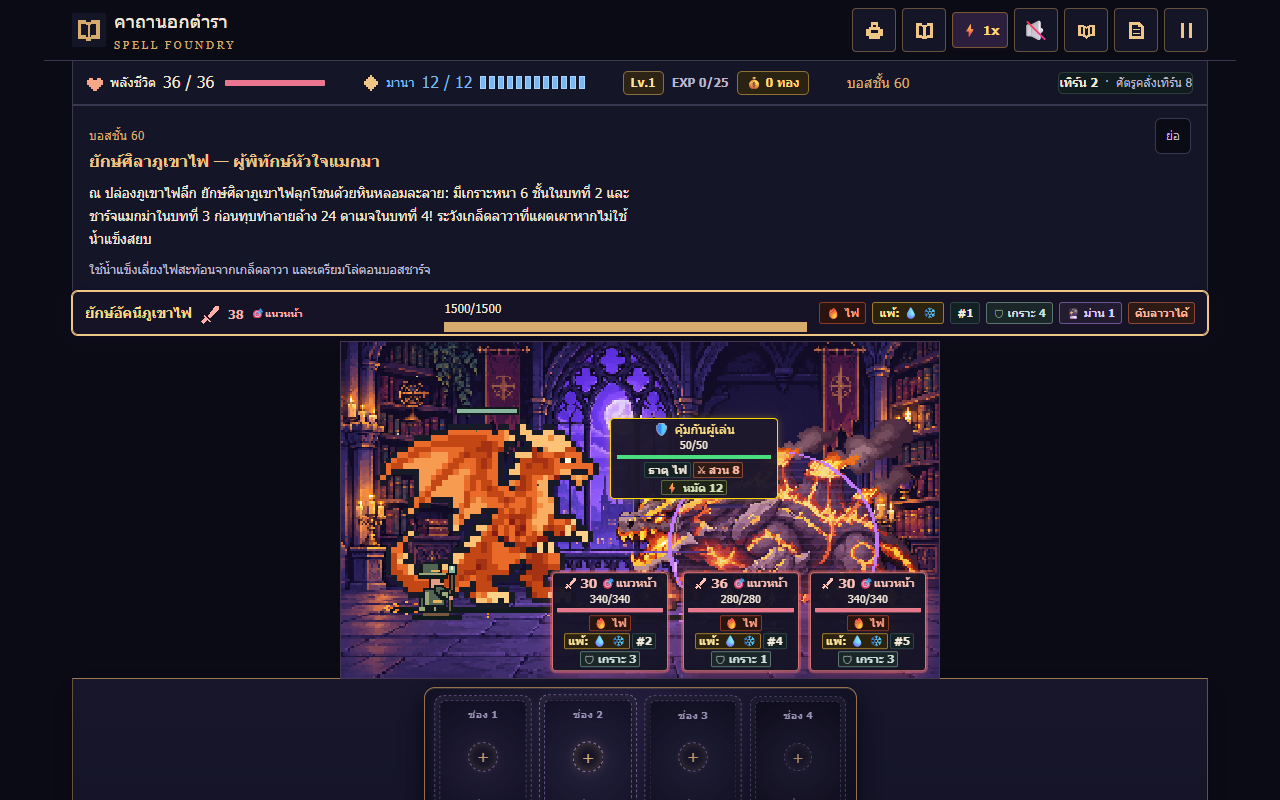 คาถานอกตำรา
SPELL FOUNDRY
1x
พลังชีวิต 36 / 36
มานา 12 / 12
Lv.1 EXP 0/25 0 ทอง
บอสชั้น 60
เทิร์น 2 · ศัตรูคลั่งเทิร์น 8
บอสชั้น 60
ย่อ
ยักษ์ศิลาภูเขาไฟ — ผู้พิทักษ์หัวใจแมกมา
ณ ปล่องภูเขาไฟลึก ยักษ์ศิลาภูเขาไฟลุกโชนด้วยหินหลอมละลาย: มีเกราะหนา 6 ชั้นในบทที่ 2 และ
ชาร์จแมกม่าในบทที่ 3 ก่อนทุบทำลายล้าง 24 ดาเมจในบทที่ 4! ระวังเกล็ดลาวาที่แผดเผาหากไม่ใช้
น้ำแข็งสยบ
ใช้น้ำแข็งเลี่ยงไฟสะท้อนจากเกล็ดลาวา และเตรียมโล่ตอนบอสชาร์จ
ยักษ์อัคนีภูเขาไฟ 38 แนวหน้า
1500/1500
ไฟ แพ้: #1 เกราะ 4 ม่าน 1 ดับลาวาได้
คุ้มกันผู้เล่น
50/50
ธาตุ ไฟ สวน 8
หมัด 12
30 แนวหน้า
340/340
ไฟ
แพ้: #2
เกราะ 3
36 แนวหน้า
280/280
ไฟ
แพ้: #4
เกราะ 1
30 แนวหน้า
340/340
ไฟ
แพ้: #5
เกราะ 3
ช่อง 1
ช่อง 2
ช่อง 3
ช่อง 4
+
+
+
+